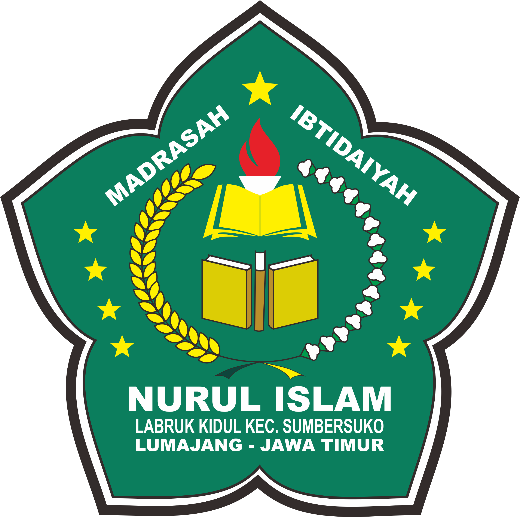 MADRASAH IBTIDAIYAH
NURUL ISLAM
LABRUK KIDUL KEC. SUMBERSUKO
LUMAJANG - JAWA TIMUR